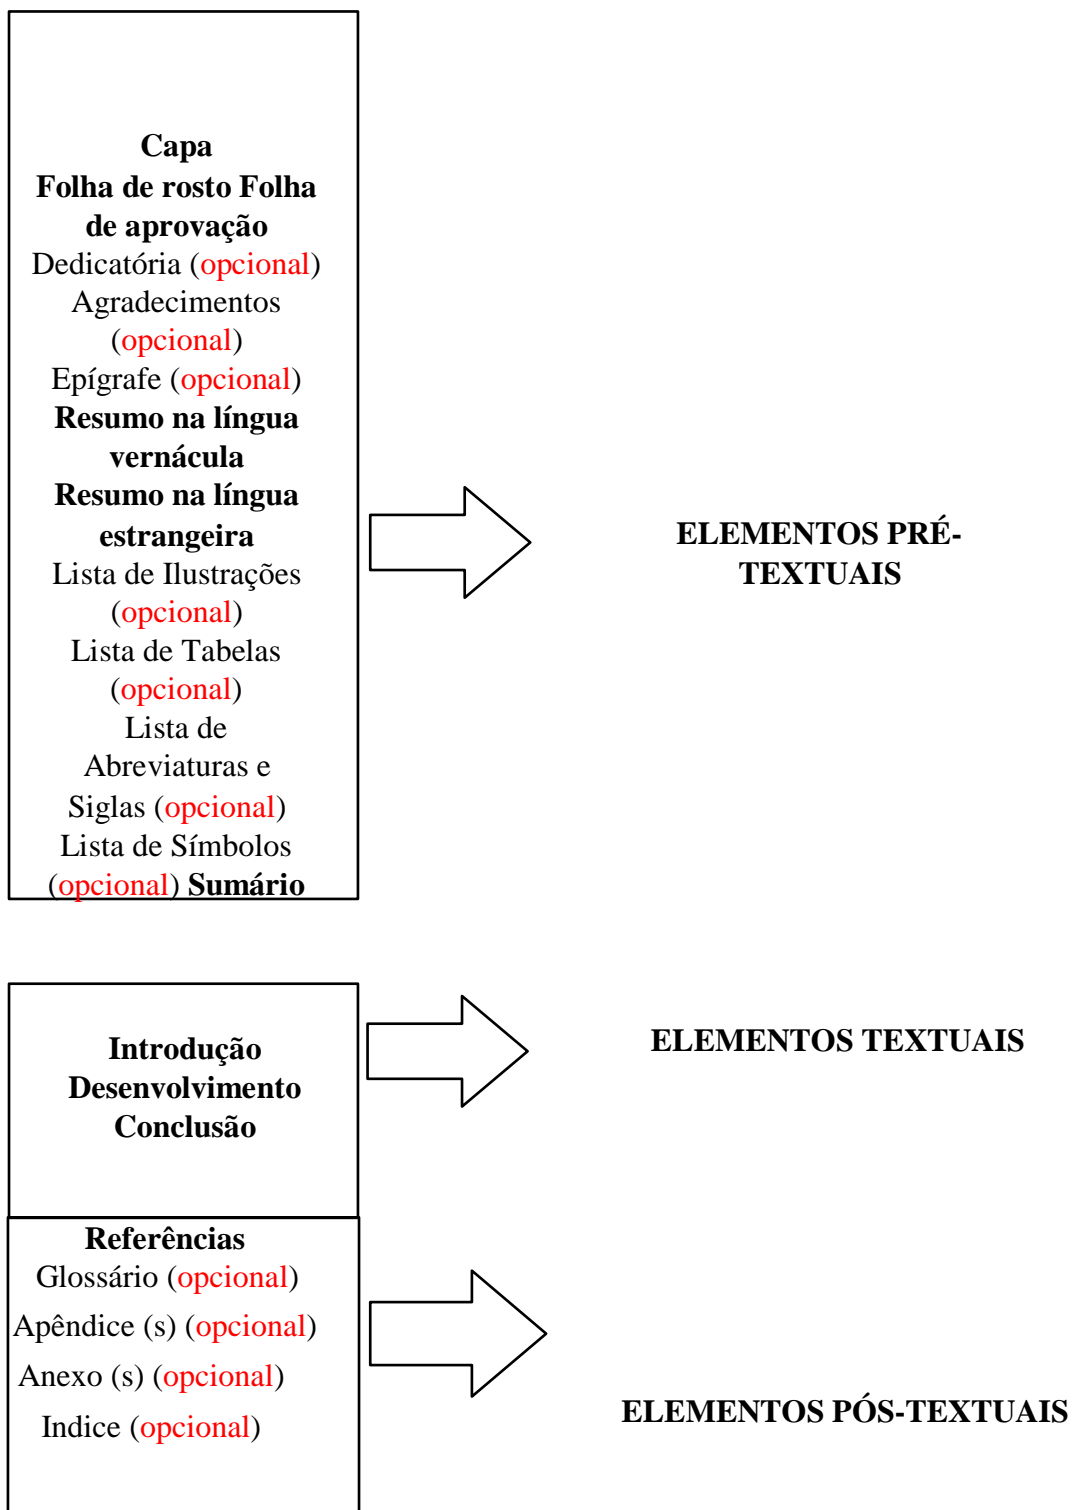 Capa
Folha de rosto Folha
de aprovação
Dedicatória (opcional)
Agradecimentos
(opcional)
Epígrafe (opcional)
Resumo na língua
vernácula
Resumo na língua
estrangeira
Lista de Ilustrações
(opcional)
Lista de Tabelas
(opcional)
Lista de
Abreviaturas e
Siglas (opcional)
Lista de Símbolos
(opcional) Sumário
ELEMENTOS PRÉ-
TEXTUAIS
Introdução
Desenvolvimento
Conclusão
ELEMENTOS TEXTUAIS
Referências
Glossário (opcional)
Apêndice (s) (opcional)
Anexo (s) (opcional)
Indice (opcional)
ELEMENTOS PÓS-TEXTUAIS